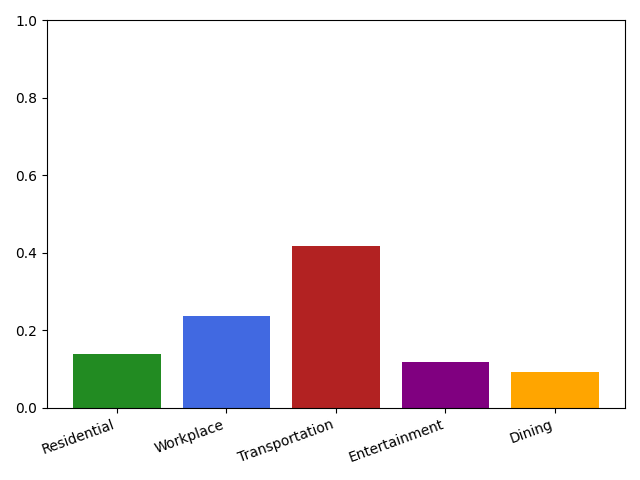 1.0
0.8
0.6
0.4
0.2
0.0
Residential
Workplace
Transportation
Entertainment
Dining